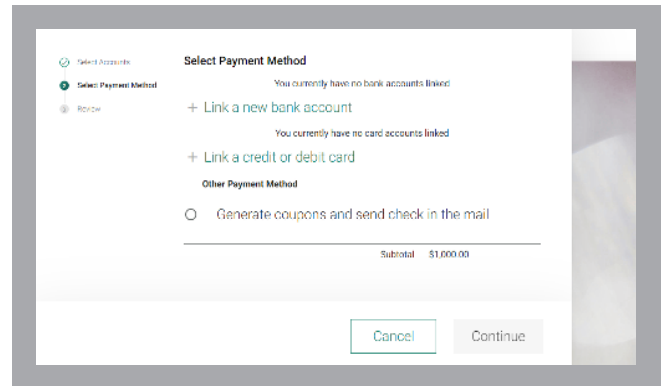 Select Accounts
2 Select Payment Method
3 Review
Select Payment Method
You currently have no bank accounts linked
+ Link a new bank account
You currently have no card accounts linked
+ Link a credit or debit card
Other Payment Method
Generate coupons and send check in the mail
Subtotal $1,000.00
Cancel Continue